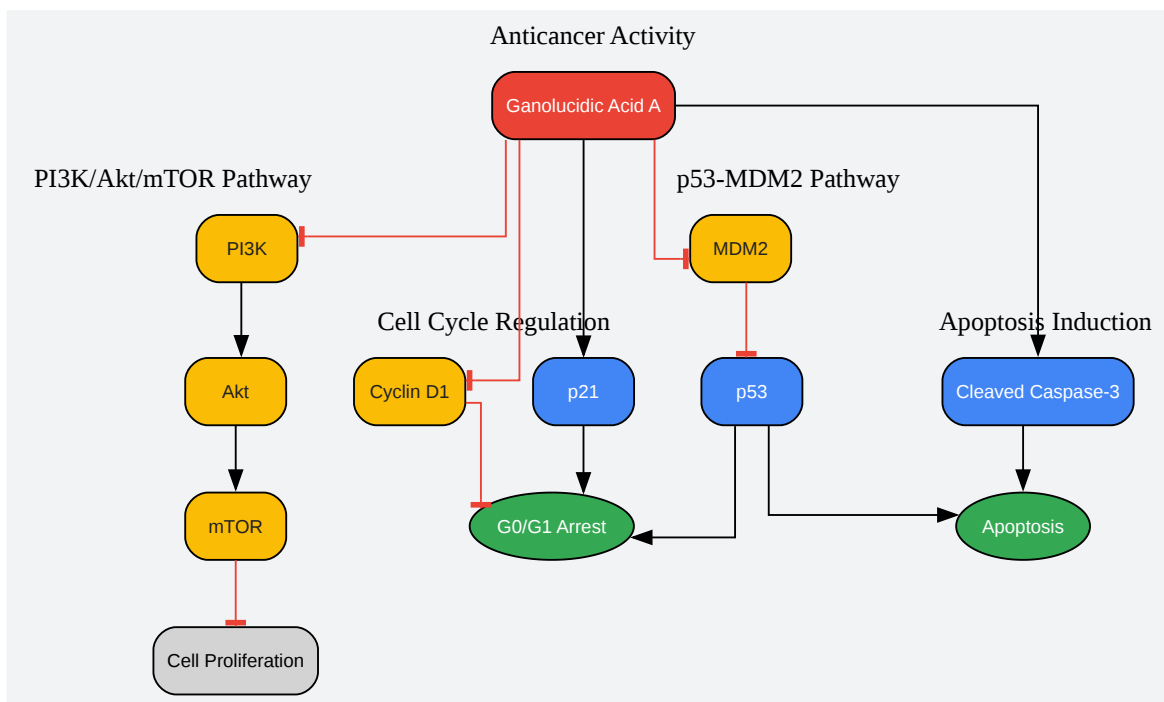 Anticancer Activity
Ganolucidic Acid A
PI3K/Akt/mTOR Pathway
p53-MDM2 Pathway
PI3K
MDM2
Cell Cycle Regulation
Apoptosis Induction
Akt
Cyclin D1
p21
p53
Cleaved Caspase-3
mTOR
G0/G1 Arrest
Apoptosis
Cell Proliferation